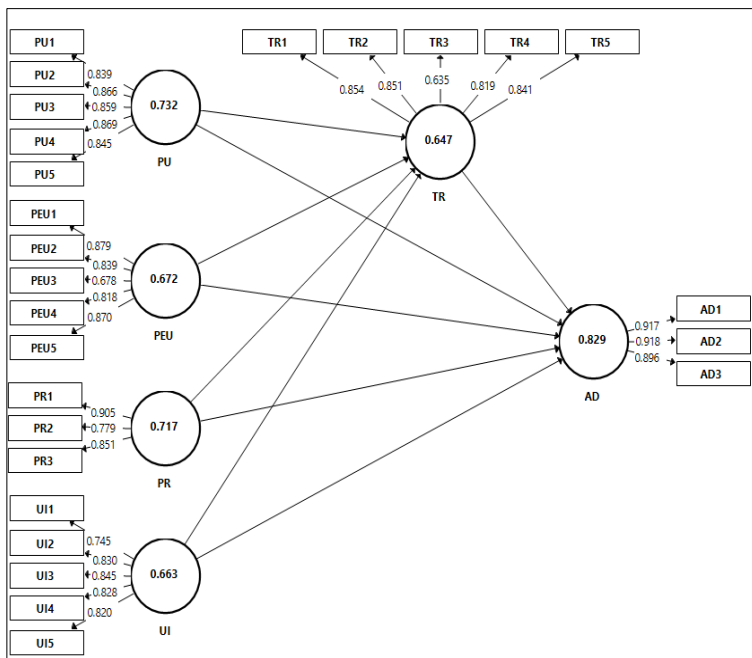 PU1
PU2
PU3
PU4
PU5
0.839
0.866
0.859
0.869
0.845
0.732
PU
TR1
TR2
TR3
TR4
TR5
0.854
0.851
0.635
0.819
0.841
0.647
TR
PEU1
PEU2
PEU3
PEU4
PEU5
0.879
0.839
0.678
0.818
0.870
0.672
PEU
AD1
AD2
AD3
0.917
0.918
0.896
0.829
AD
PR1
PR2
PR3
0.905
0.779
0.851
0.717
PR
UI1
UI2
UI3
UI4
UI5
0.745
0.830
0.845
0.828
0.820
0.663
UI